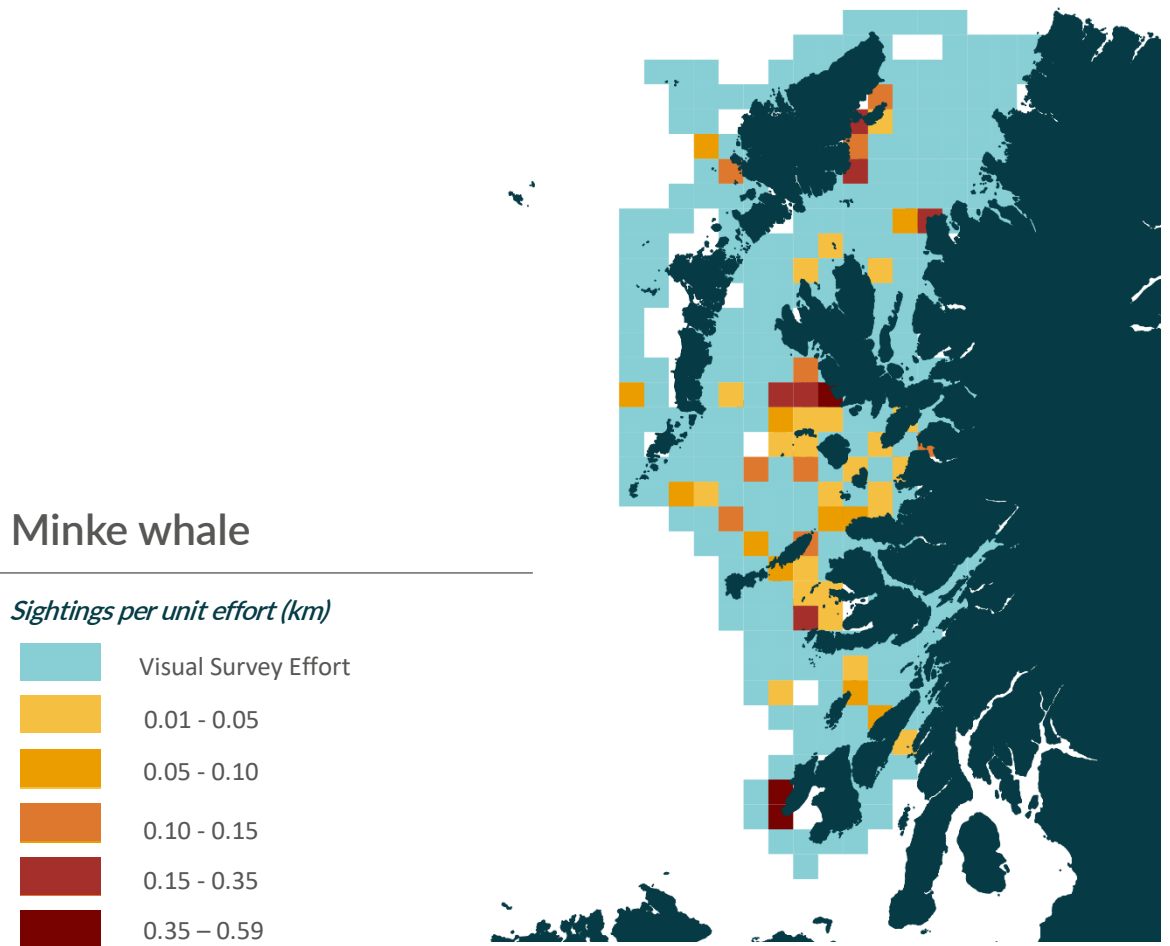 Minke whale
Sightings per unit effort (km)
Visual Survey Effort
0.01 - 0.05
0.05 - 0.10
0.10 - 0.15
0.15 - 0.35
0.35 – 0.59